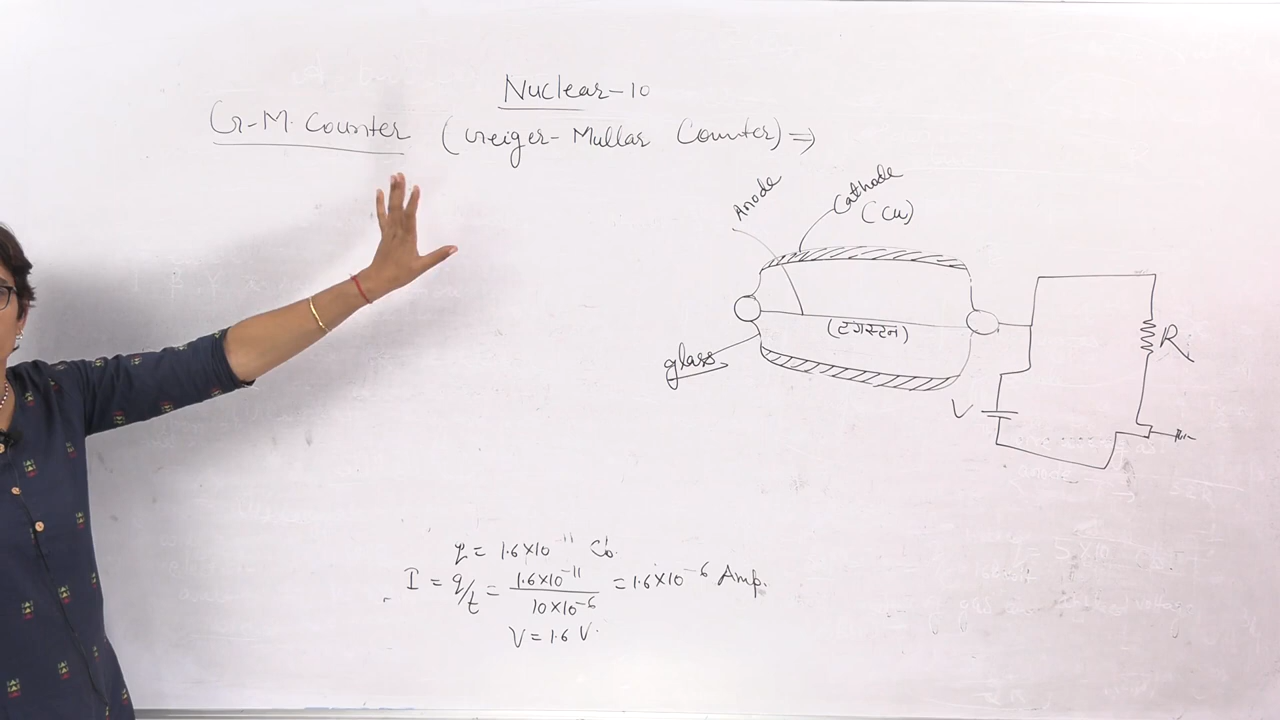 Nuclear-10
G-M. Counter (Geiger- Mullar Counter) ⇒
Anode
Cathode
(Cu)
(टंगस्टन)
glass
R
V
q = 1.6×10⁻¹¹ Cb.
I = q/t = 1.6×10⁻¹¹ / 10×10⁻⁶ = 1.6×10⁻⁶ Amp.
V = 1.6 V.